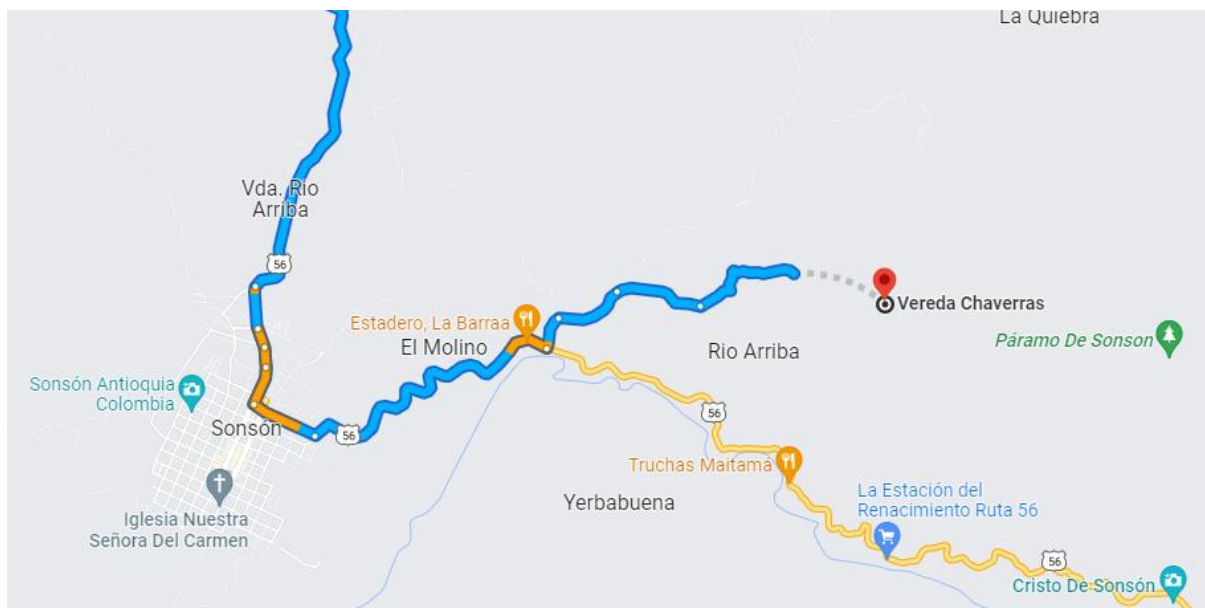 La Quiebra
Vda. Rio
Arriba
56
Vereda Chaverras
Estadero, La Barraa
El Molino
Rio Arriba
Páramo De Sonson
Sonsón Antioquia
Colombia
Sonsón
56
56
Truchas Maitamá
Yerbabuena
La Estación del
Renacimiento Ruta 56
Iglesia Nuestra
Señora Del Carmen
56
Cristo De Sonsón